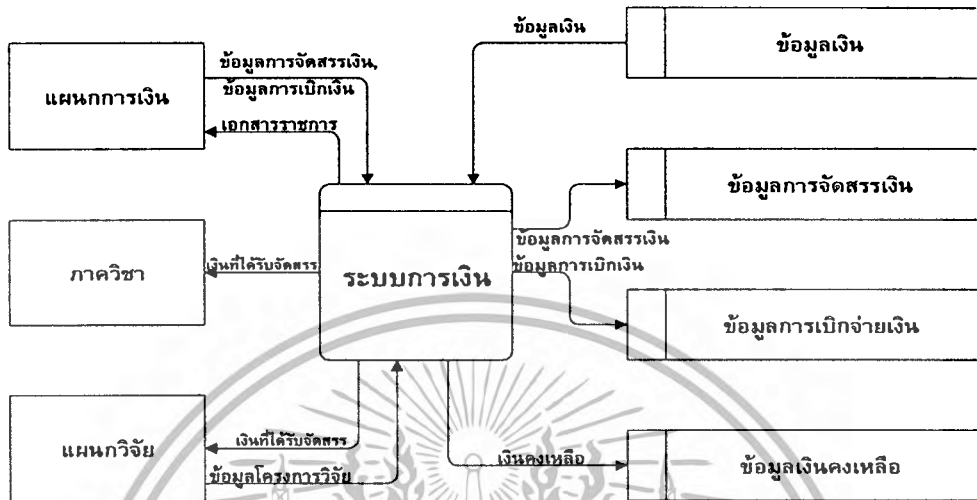 ข้อมูลเงิน
ข้อมูลเงิน
ข้อมูลการจัดสรรเงิน,
แผนกการเงิน
ข้อมูลการเบิกเงิน
เอกสารราชการ
ข้อมูลการจัดสรรเงิน
ข้อมูลการจัดสรรเงิน
ภาควิชา
เงินที่ได้รับจัดสรร
ระบบการเงิน
ข้อมูลการเบิกเงิน
ข้อมูลการเบิกจ่ายเงิน
แผนกวิจัย
เงินที่ได้รับจัดสรร
เงินคงเหลือ
ข้อมูลเงินคงเหลือ
ข้อมูลโครงการวิจัย